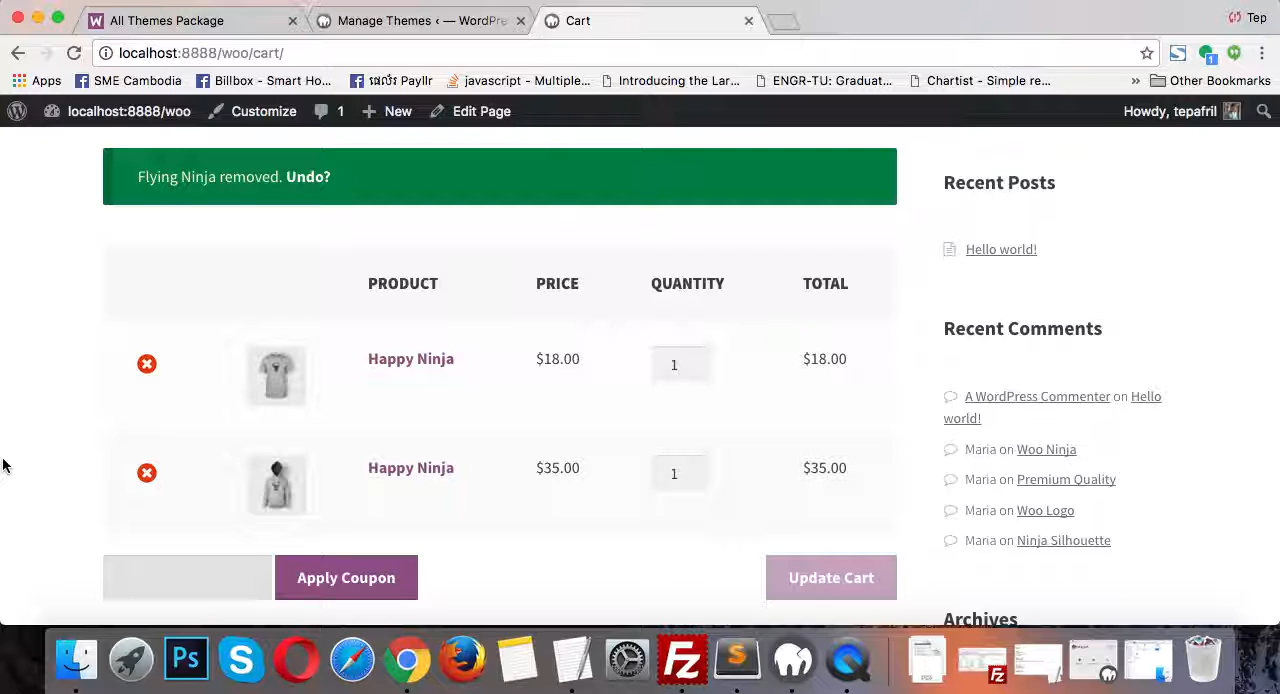 All Themes Package
Manage Themes ‹ — WordPre
Cart
Tep
localhost:8888/woo/cart/
Apps
SME Cambodia
Billbox - Smart Ho...
ផលើរ Payllr
javascript - Multiple...
Introducing the Lar...
ENGR-TU: Graduat...
Chartist - Simple re...
»
Other Bookmarks
localhost:8888/woo
Customize
1
New
Edit Page
Howdy, tepafril
Flying Ninja removed. Undo?
PRODUCT PRICE QUANTITY TOTAL
Happy Ninja $18.00 1 $18.00
Happy Ninja $35.00 1 $35.00
Apply Coupon
Update Cart
Recent Posts
Hello world!
Recent Comments
A WordPress Commenter on Hello
world!
Maria on Woo Ninja
Maria on Premium Quality
Maria on Woo Logo
Maria on Ninja Silhouette
Archives